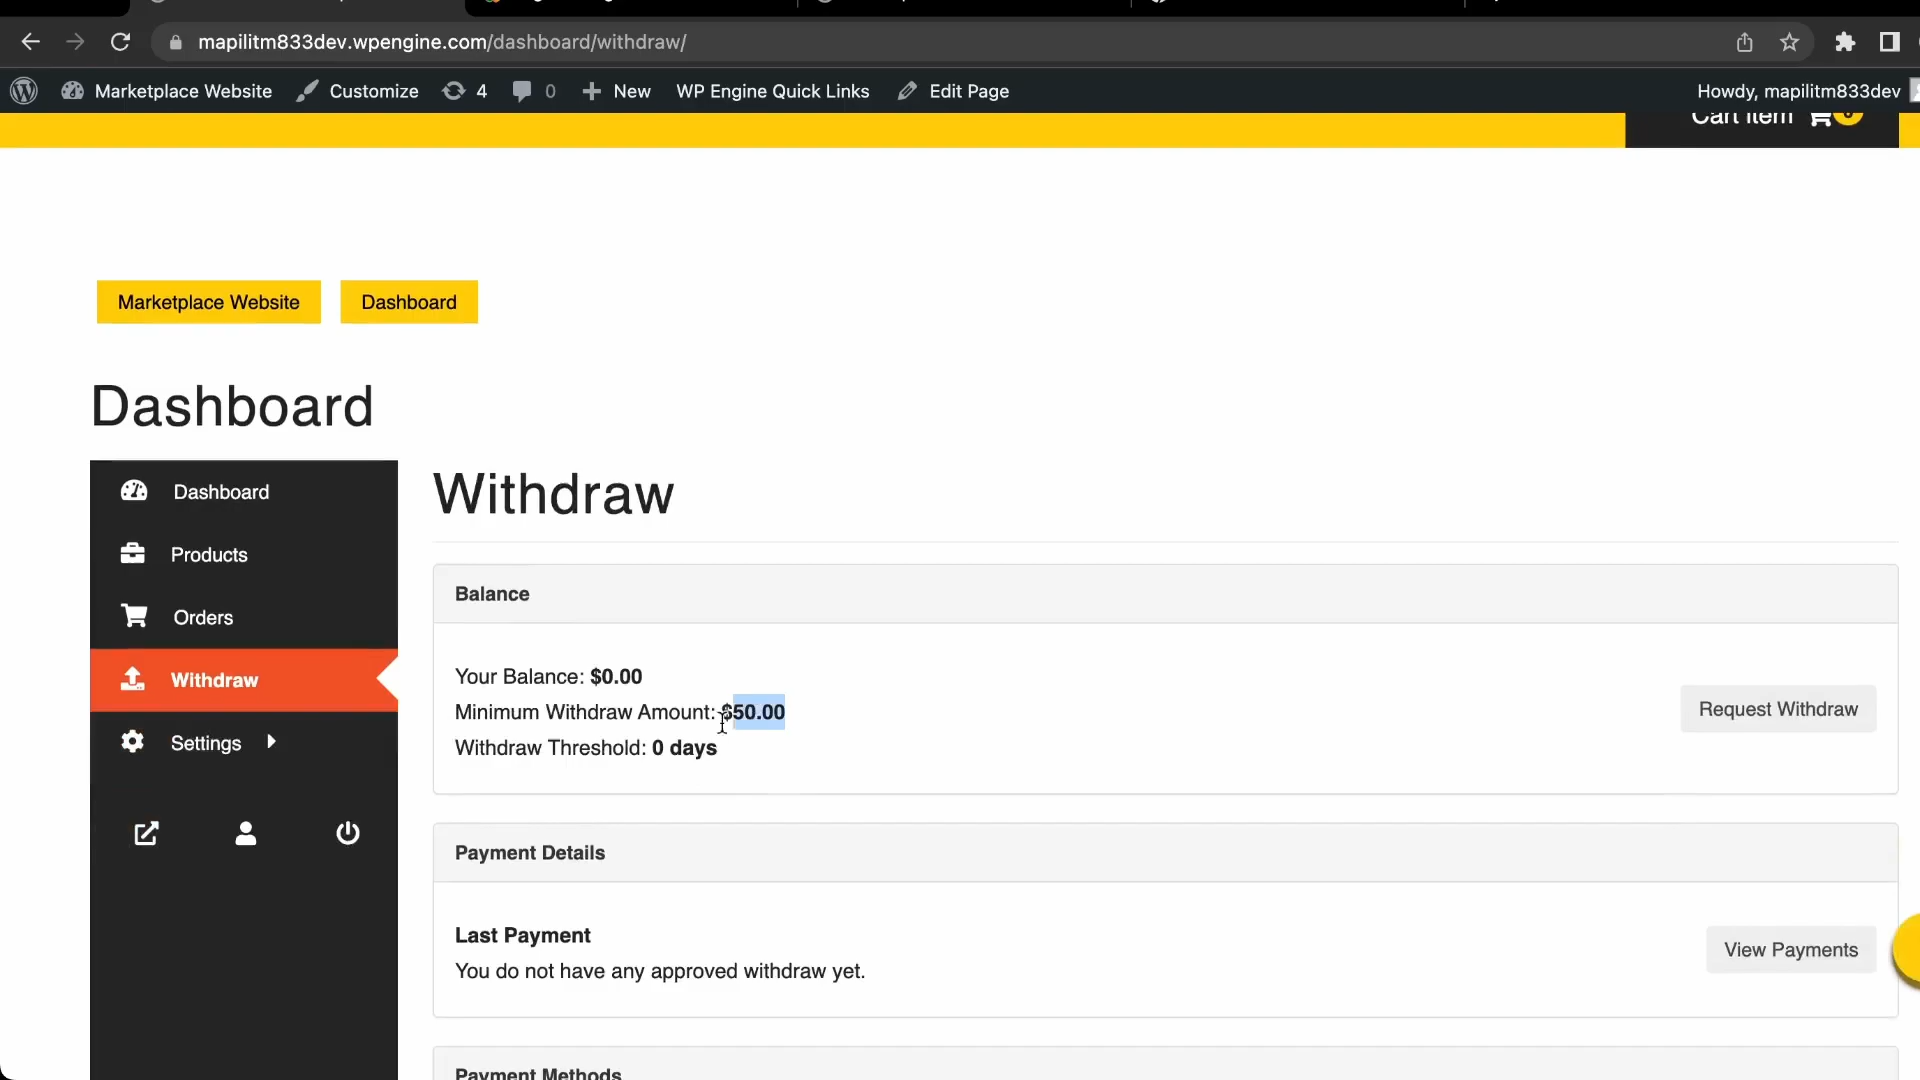 mapilitm833dev.wpengine.com/dashboard/withdraw/
Marketplace Website Customize 4 0 New WP Engine Quick Links Edit Page Howdy, mapilitm833dev
Cart item
Marketplace Website Dashboard
Dashboard
Dashboard
Products
Orders
Withdraw
Settings
Withdraw
Balance
Your Balance: $0.00
Minimum Withdraw Amount: $50.00
Withdraw Threshold: 0 days
Request Withdraw
Payment Details
Last Payment
You do not have any approved withdraw yet.
View Payments
Payment Methods